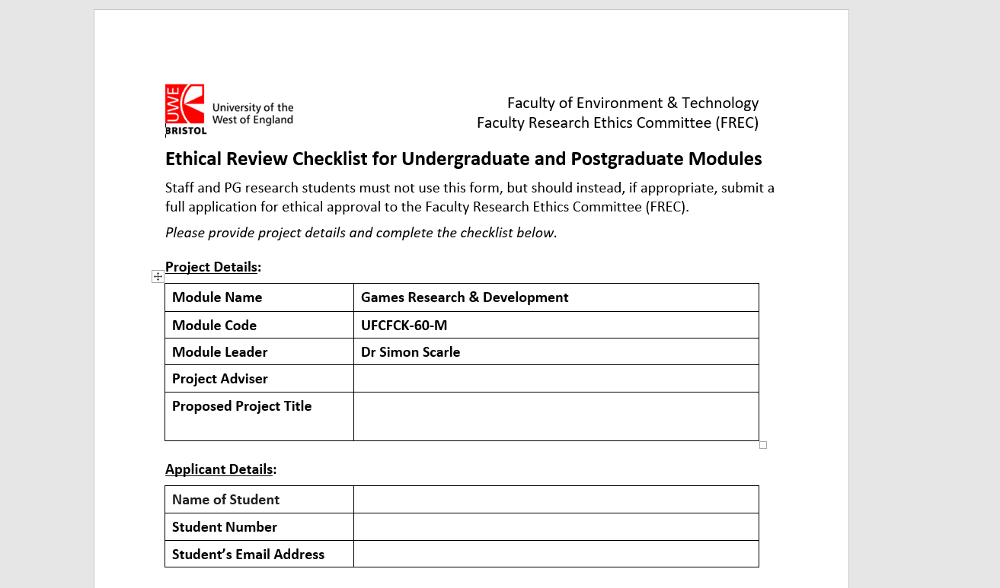 UWE
BRISTOL
University of the
West of England
Faculty of Environment & Technology
Faculty Research Ethics Committee (FREC)
Ethical Review Checklist for Undergraduate and Postgraduate Modules
Staff and PG research students must not use this form, but should instead, if appropriate, submit a
full application for ethical approval to the Faculty Research Ethics Committee (FREC).
Please provide project details and complete the checklist below.
Project Details:
Module Name Games Research & Development
Module Code UFCFCK-60-M
Module Leader Dr Simon Scarle
Project Adviser
Proposed Project Title
Applicant Details:
Name of Student
Student Number
Student’s Email Address